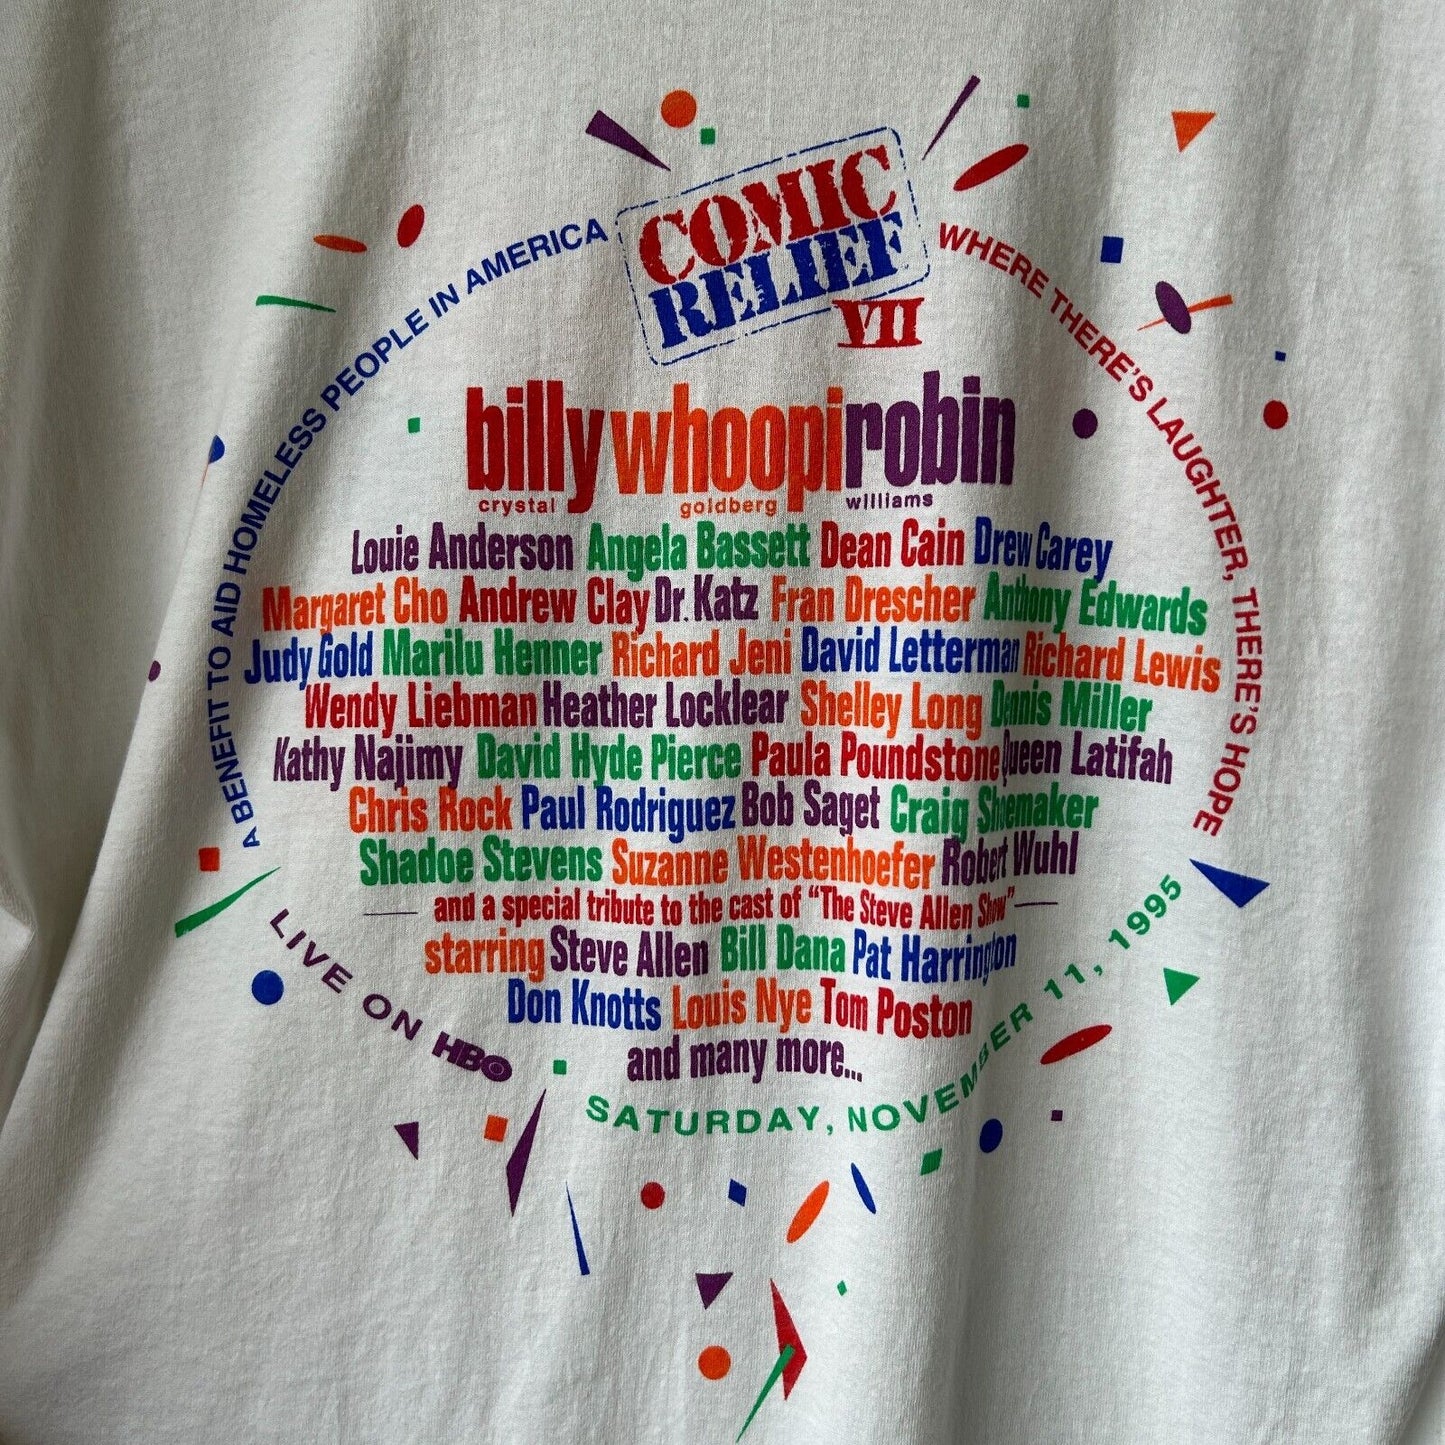 COMIC
RELIEF
VII
A BENEFIT TO AID HOMELESS PEOPLE IN AMERICA
WHERE THERE'S LAUGHTER, THERE'S HOPE
billy whoopi robin
crystal goldberg williams
Louie Anderson Angela Bassett Dean Cain Drew Carey
Margaret Cho Andrew Clay Dr. Katz Fran Drescher Anthony Edwards
Judy Gold Marilu Henner Richard Jeni David Letterman Richard Lewis
Wendy Liebman Heather Locklear Shelley Long Dennis Miller
Kathy Najimy David Hyde Pierce Paula Poundstone Queen Latifah
Chris Rock Paul Rodriguez Bob Saget Craig Shoemaker
Shadoe Stevens Suzanne Westenhoefer Robert Wuhl
and a special tribute to the cast of "The Steve Allen Show"
starring Steve Allen Bill Dana Pat Harrington
Don Knotts Louis Nye Tom Poston
and many more...
LIVE ON HBO
SATURDAY, NOVEMBER 11, 1995